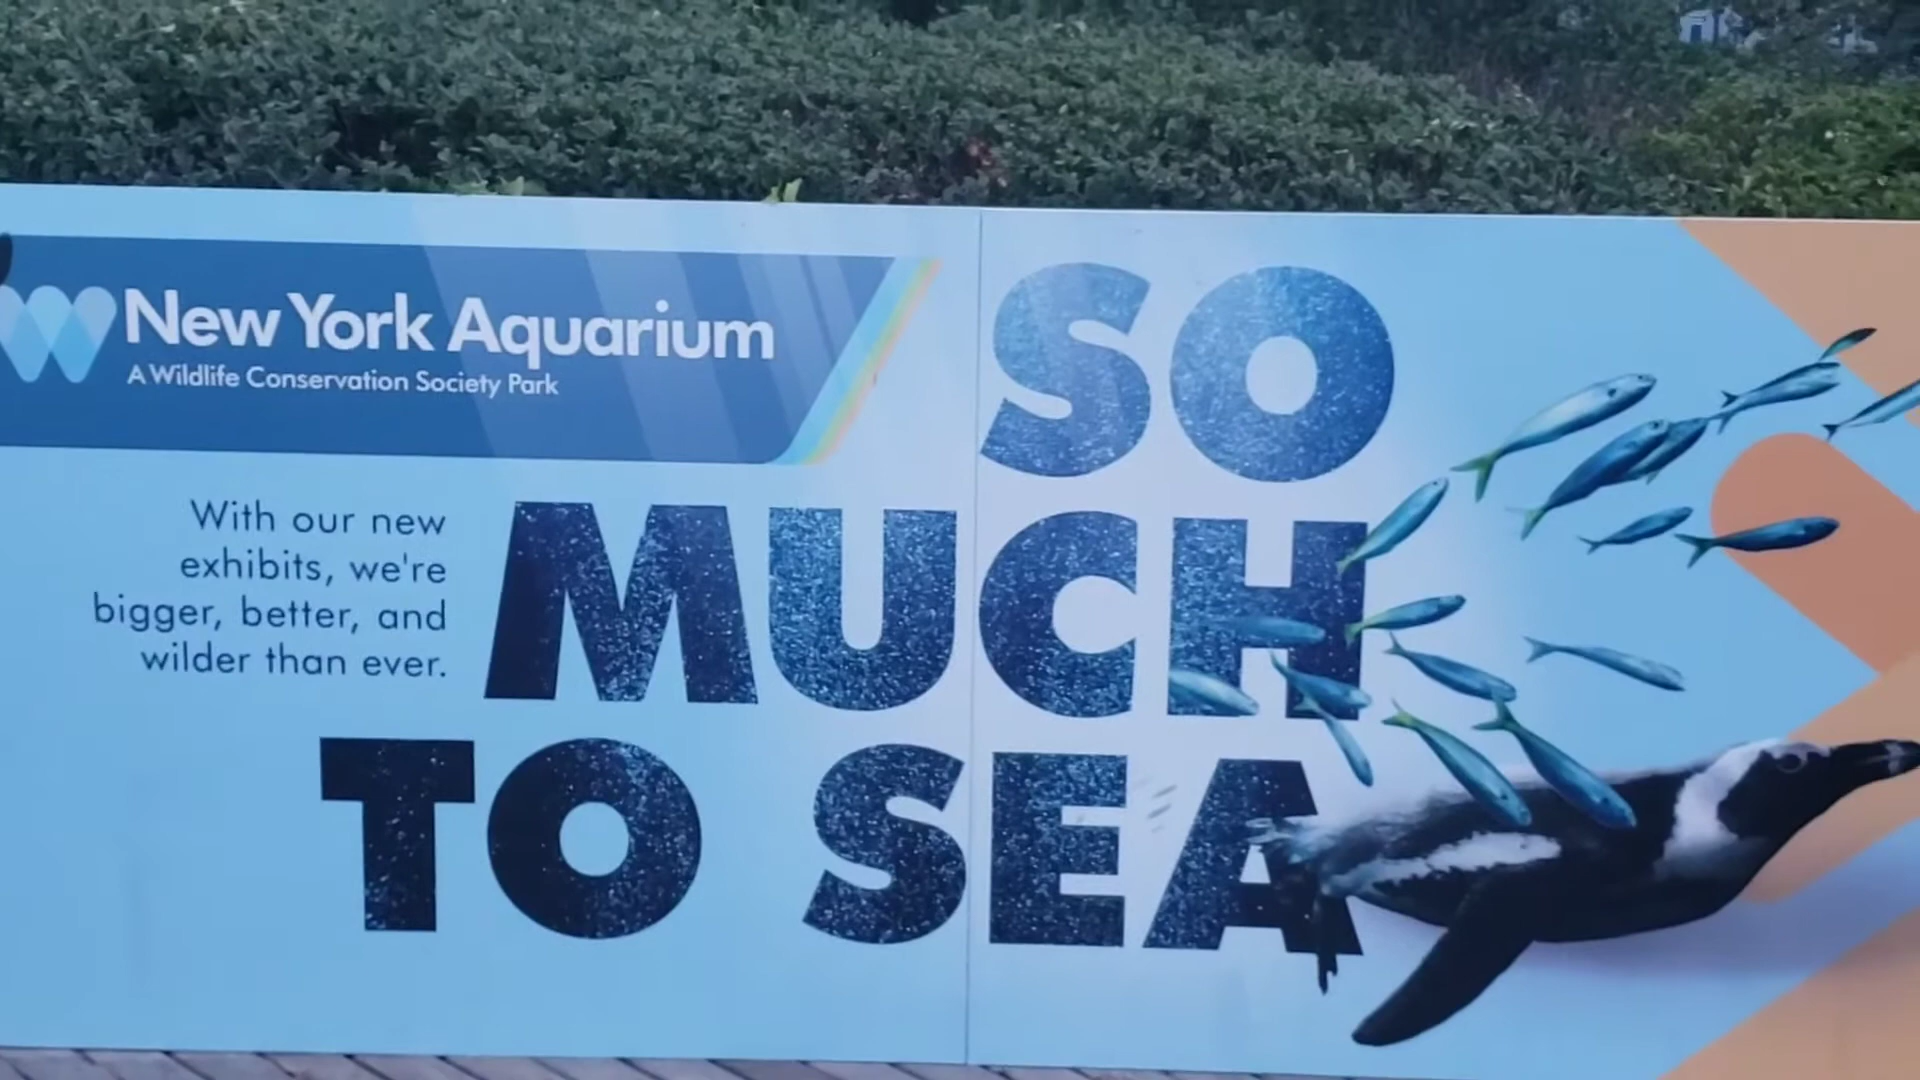 New York Aquarium
A Wildlife Conservation Society Park
With our new
exhibits, we're
bigger, better, and
wilder than ever.
SO
MUCH
TO SEA